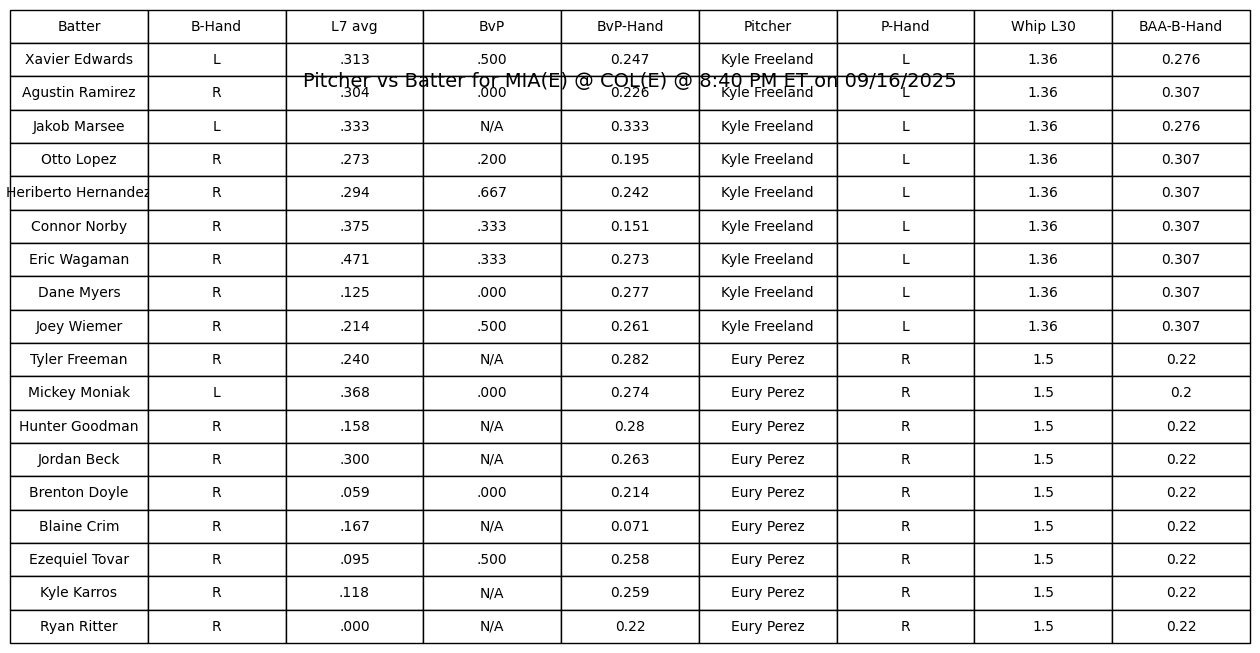 Batter B-Hand L7 avg BvP BvP-Hand Pitcher P-Hand Whip L30 BAA-B-Hand
Xavier Edwards L .313 .500 0.247 Kyle Freeland L 1.36 0.276
Pitcher vs Batter for MIA(E) @ COL(E) @ 8:40 PM ET on 09/16/2025
Agustin Ramirez R .304 .000 0.226 Kyle Freeland L 1.36 0.307
Jakob Marsee L .333 N/A 0.333 Kyle Freeland L 1.36 0.276
Otto Lopez R .273 .200 0.195 Kyle Freeland L 1.36 0.307
Heriberto Hernandez R .294 .667 0.242 Kyle Freeland L 1.36 0.307
Connor Norby R .375 .333 0.151 Kyle Freeland L 1.36 0.307
Eric Wagaman R .471 .333 0.273 Kyle Freeland L 1.36 0.307
Dane Myers R .125 .000 0.277 Kyle Freeland L 1.36 0.307
Joey Wiemer R .214 .500 0.261 Kyle Freeland L 1.36 0.307
Tyler Freeman R .240 N/A 0.282 Eury Perez R 1.5 0.22
Mickey Moniak L .368 .000 0.274 Eury Perez R 1.5 0.2
Hunter Goodman R .158 N/A 0.28 Eury Perez R 1.5 0.22
Jordan Beck R .300 N/A 0.263 Eury Perez R 1.5 0.22
Brenton Doyle R .059 .000 0.214 Eury Perez R 1.5 0.22
Blaine Crim R .167 N/A 0.071 Eury Perez R 1.5 0.22
Ezequiel Tovar R .095 .500 0.258 Eury Perez R 1.5 0.22
Kyle Karros R .118 N/A 0.259 Eury Perez R 1.5 0.22
Ryan Ritter R .000 N/A 0.22 Eury Perez R 1.5 0.22